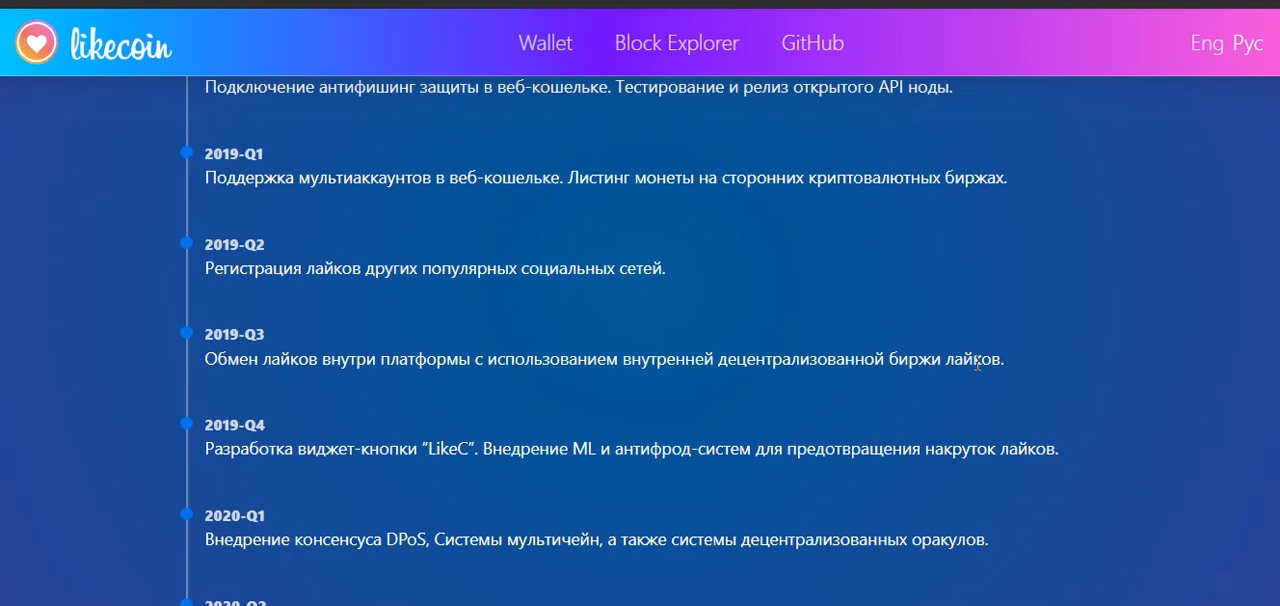 likecoin
Wallet Block Explorer GitHub
Eng Рус
Подключение антифишинг защиты в веб-кошельке. Тестирование и релиз открытого API ноды.
2019-Q1
Поддержка мультиаккаунтов в веб-кошельке. Листинг монеты на сторонних криптовалютных биржах.
2019-Q2
Регистрация лайков других популярных социальных сетей.
2019-Q3
Обмен лайков внутри платформы с использованием внутренней децентрализованной биржи лайков.
2019-Q4
Разработка виджет-кнопки “LikeC”. Внедрение ML и антифрод-систем для предотвращения накруток лайков.
2020-Q1
Внедрение консенсуса DPoS, Системы мультичейн, а также системы децентрализованных оракулов.